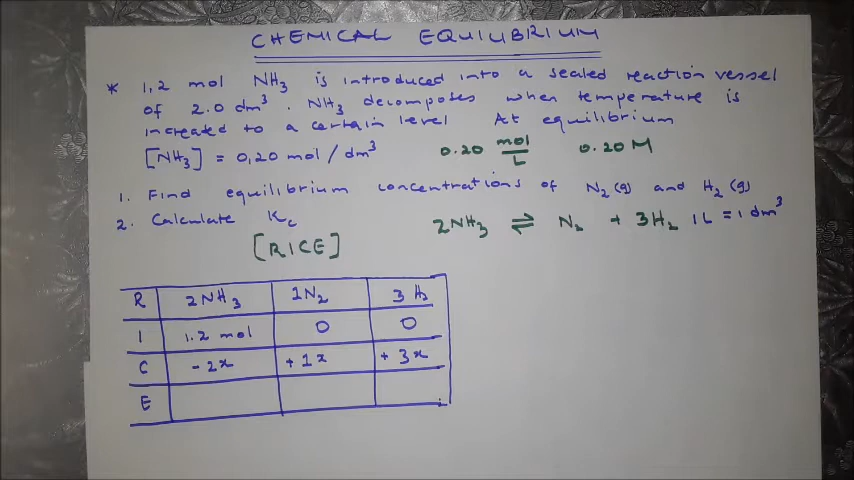 CHEMICAL EQUILIBRIUM
* 1,2 mol NH₃ is introduced into a sealed reaction vessel
of 2.0 dm³. NH₃ decomposes when temperature is
increased to a certain level At equilibrium
[NH₃] = 0,20 mol/dm³ 0.20 mol/L 0.20 M
1. Find equilibrium concentrations of N₂(g) and H₂(g)
2. Calculate Kc 2NH₃ ⇌ N₂ + 3H₂ 1L = 1 dm³
[RICE]
R 2NH₃ 1N₂ 3H₂
I 1.2 mol 0 0
C -2x +1x +3x
E